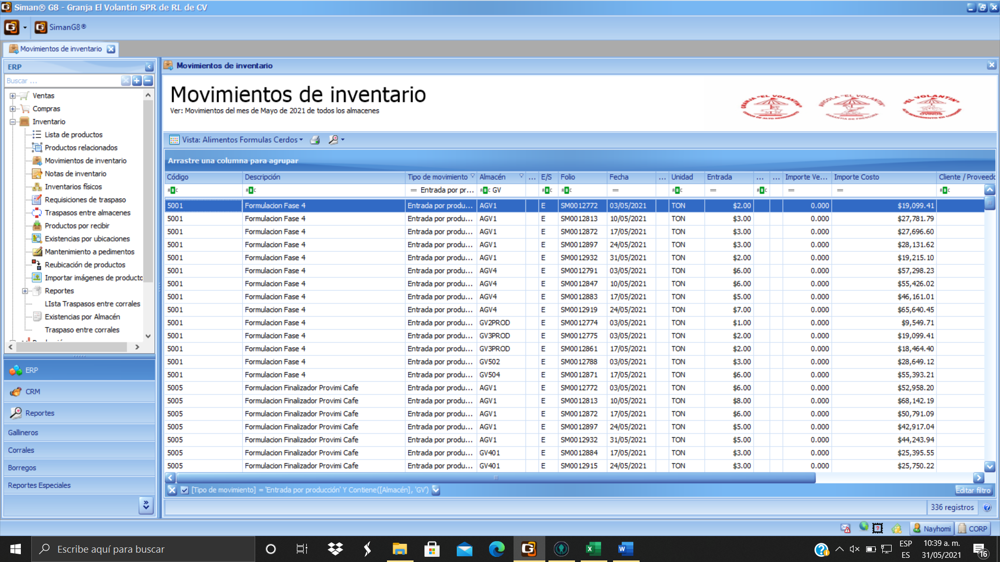 Siman® G8 - Granja El Volantín SPR de RL de CV
SimanG8®
Movimientos de inventario
ERP
Buscar ...
Ventas
Compras
Inventario
Lista de productos
Productos relacionados
Movimientos de inventario
Notas de inventario
Inventarios físicos
Requisiciones de traspaso
Traspasos entre almacenes
Productos por recibir
Existencias por ubicaciones
Mantenimiento a pedimentos
Reubicación de productos
Importar imágenes de producto
Reportes
LIsta Traspasos entre corrales
Existencias por Almacén
Traspaso entre corrales
ERP
CRM
Reportes
Gallineros
Corrales
Borregos
Reportes Especiales
Movimientos de inventario
Movimientos de inventario
Ver: Movimientos del mes de Mayo de 2021 de todos los almacenes
GRANJA "EL VOLANTIN"
AVICOLA "EL VOLANTIN"
"EL VOLANTIN"
OVINOS
Vista: Alimentos Formulas Cerdos
Arrastre una columna para agrupar
Código Descripción Tipo de movimiento Almacén ... E/S Folio Fecha ... Unidad Entrada ... ... Importe Ve... Importe Costo Cliente / Proveedo
= Entrada por pr... GV = = = =
5001 Formulacion Fase 4 Entrada por produ... AGV1 E SM0012772 03/05/2021 TON $2.00 0.000 $19,099.41
5001 Formulacion Fase 4 Entrada por produ... AGV1 E SM0012813 10/05/2021 TON $3.00 0.000 $27,781.79
5001 Formulacion Fase 4 Entrada por produ... AGV1 E SM0012872 17/05/2021 TON $3.00 0.000 $27,696.60
5001 Formulacion Fase 4 Entrada por produ... AGV1 E SM0012897 24/05/2021 TON $3.00 0.000 $28,131.62
5001 Formulacion Fase 4 Entrada por produ... AGV1 E SM0012932 31/05/2021 TON $2.00 0.000 $19,215.10
5001 Formulacion Fase 4 Entrada por produ... AGV4 E SM0012791 03/05/2021 TON $6.00 0.000 $57,298.23
5001 Formulacion Fase 4 Entrada por produ... AGV4 E SM0012847 10/05/2021 TON $6.00 0.000 $55,426.02
5001 Formulacion Fase 4 Entrada por produ... AGV4 E SM0012883 17/05/2021 TON $5.00 0.000 $46,161.01
5001 Formulacion Fase 4 Entrada por produ... AGV4 E SM0012919 24/05/2021 TON $7.00 0.000 $65,640.45
5001 Formulacion Fase 4 Entrada por produ... GV2PROD E SM0012774 03/05/2021 TON $1.00 0.000 $9,549.71
5001 Formulacion Fase 4 Entrada por produ... GV3PROD E SM0012775 03/05/2021 TON $2.00 0.000 $19,099.41
5001 Formulacion Fase 4 Entrada por produ... GV3PROD E SM0012861 17/05/2021 TON $2.00 0.000 $18,464.40
5001 Formulacion Fase 4 Entrada por produ... GV502 E SM0012788 03/05/2021 TON $3.00 0.000 $28,649.12
5001 Formulacion Fase 4 Entrada por produ... GV504 E SM0012871 17/05/2021 TON $6.00 0.000 $55,393.21
5005 Formulacion Finalizador Provimi Cafe Entrada por produ... AGV1 E SM0012772 03/05/2021 TON $6.00 0.000 $52,958.20
5005 Formulacion Finalizador Provimi Cafe Entrada por produ... AGV1 E SM0012813 10/05/2021 TON $8.00 0.000 $68,142.19
5005 Formulacion Finalizador Provimi Cafe Entrada por produ... AGV1 E SM0012872 17/05/2021 TON $6.00 0.000 $50,791.09
5005 Formulacion Finalizador Provimi Cafe Entrada por produ... AGV1 E SM0012897 24/05/2021 TON $5.00 0.000 $42,917.04
5005 Formulacion Finalizador Provimi Cafe Entrada por produ... AGV1 E SM0012932 31/05/2021 TON $5.00 0.000 $44,243.94
5005 Formulacion Finalizador Provimi Cafe Entrada por produ... GV401 E SM0012884 17/05/2021 TON $3.00 0.000 $25,395.55
5005 Formulacion Finalizador Provimi Cafe Entrada por produ... GV401 E SM0012915 24/05/2021 TON $3.00 0.000 $25,750.22
[Tipo de movimiento] = 'Entrada por producción' Y Contiene([Almacén], 'GV')
Editar filtro
336 registros
Nayhomi
CORP
Escribe aquí para buscar
ESP
ES
10:39 a. m.
31/05/2021
16